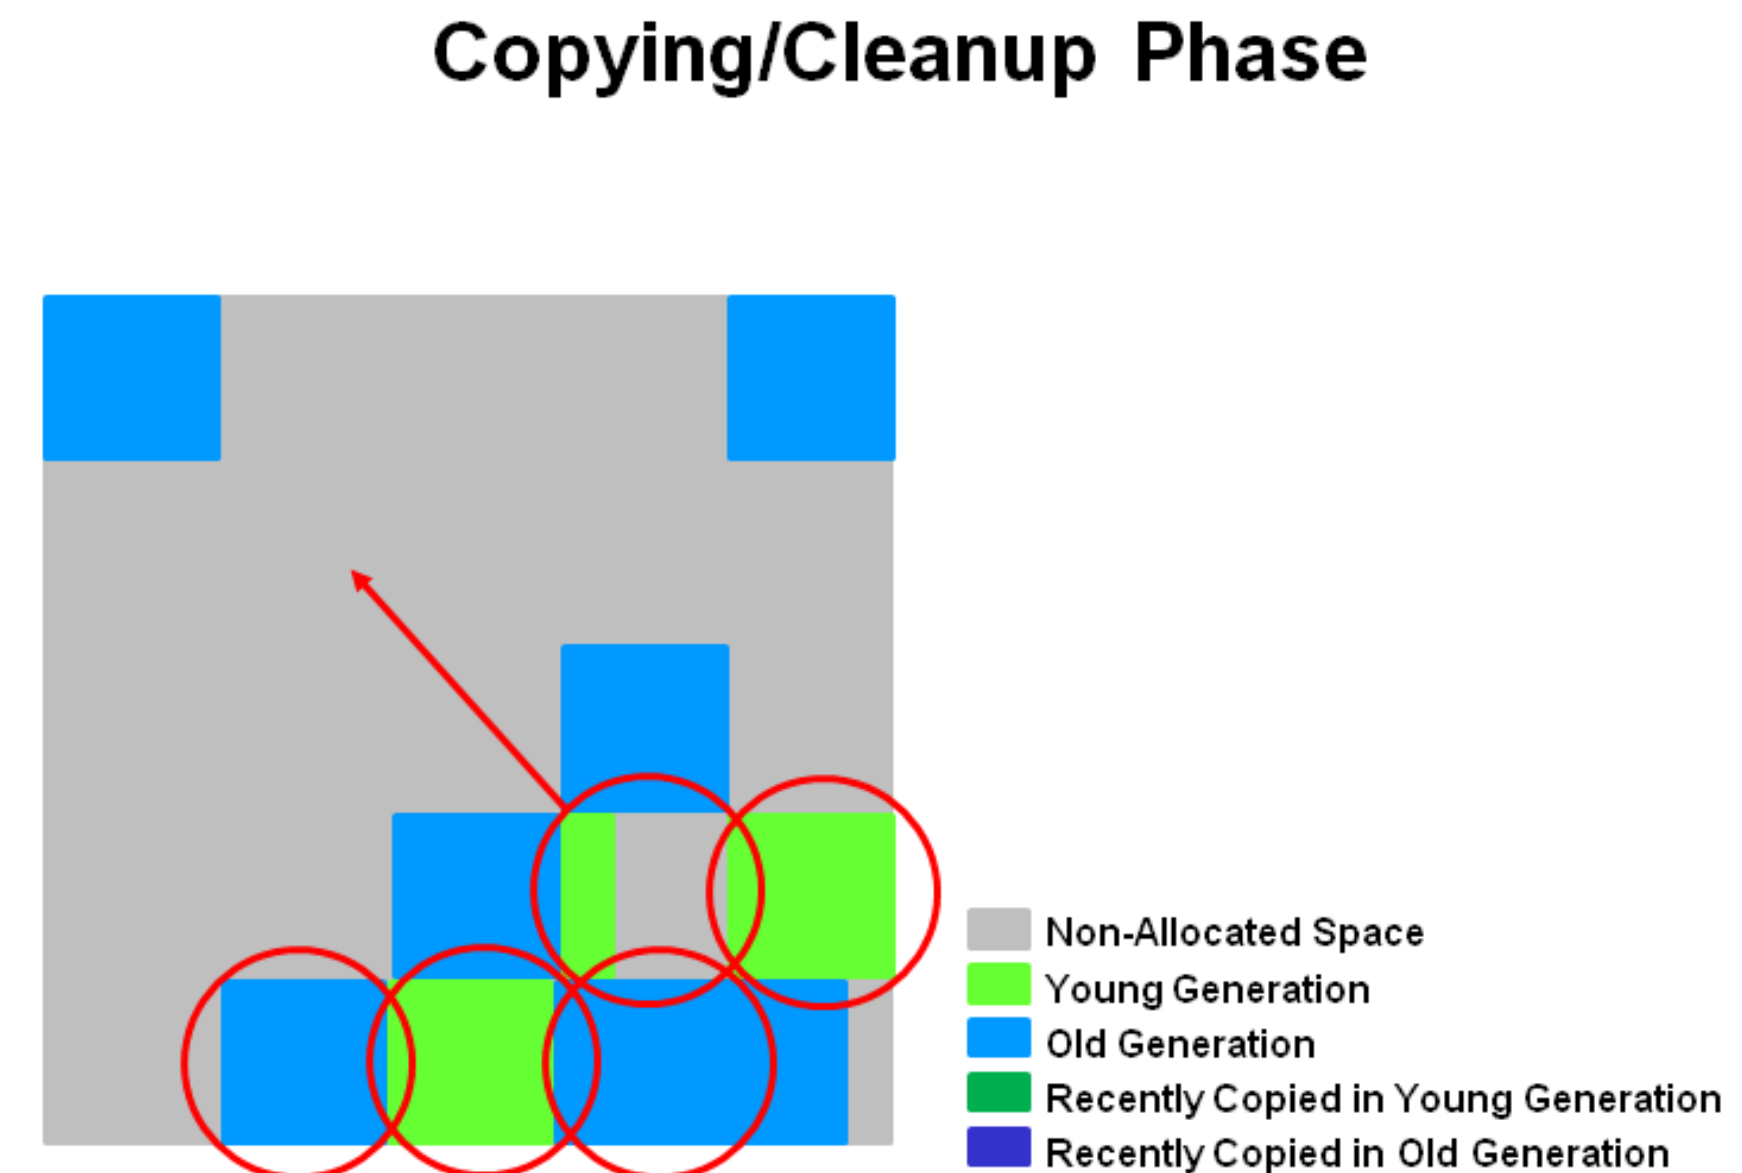 Copying/Cleanup Phase
Non-Allocated Space
Young Generation
Old Generation
Recently Copied in Young Generation
Recently Copied in Old Generation